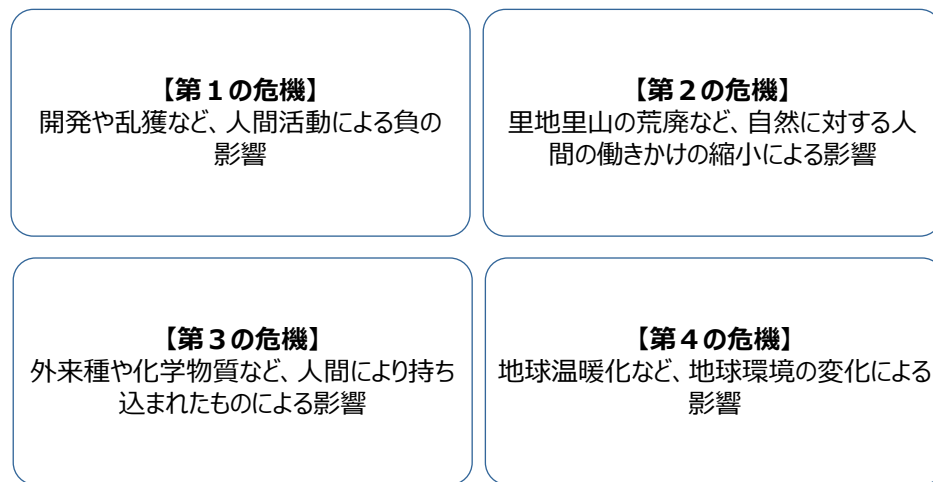 【第１の危機】
開発や乱獲など、人間活動による負の
影響
【第２の危機】
里地里山の荒廃など、自然に対する人
間の働きかけの縮小による影響
【第３の危機】
外来種や化学物質など、人間により持ち
込まれたものによる影響
【第４の危機】
地球温暖化など、地球環境の変化による
影響